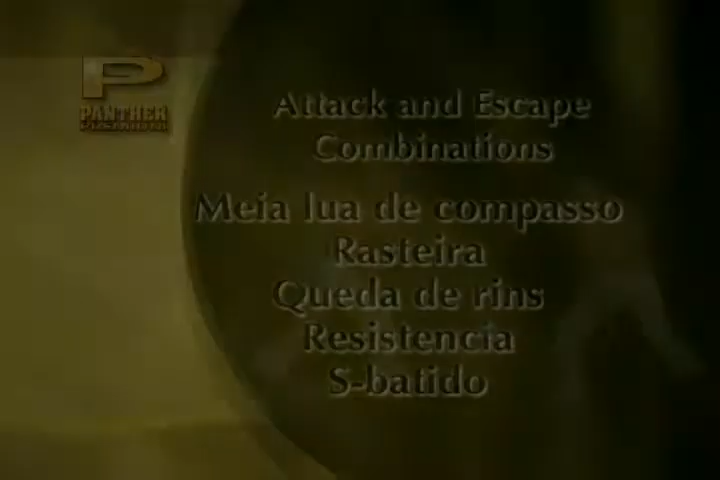 P
PANTHER
Attack and Escape
Combinations
Meia lua de compasso
Rasteira
Queda de rins
Resistencia
S-batido